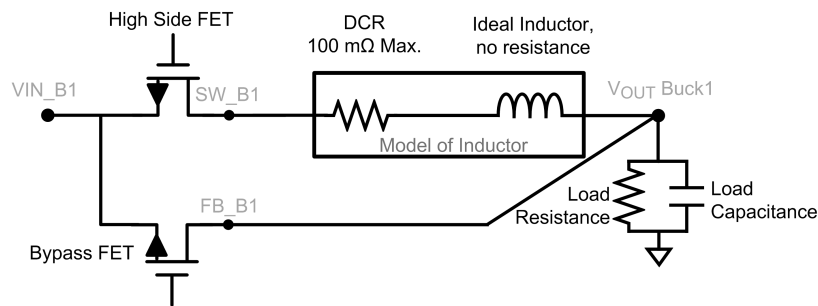 High Side FET
DCR
100 mΩ Max.
Ideal Inductor,
no resistance
VIN_B1
SW_B1
VOUT Buck1
Model of Inductor
FB_B1
Load
Resistance
Load
Capacitance
Bypass FET